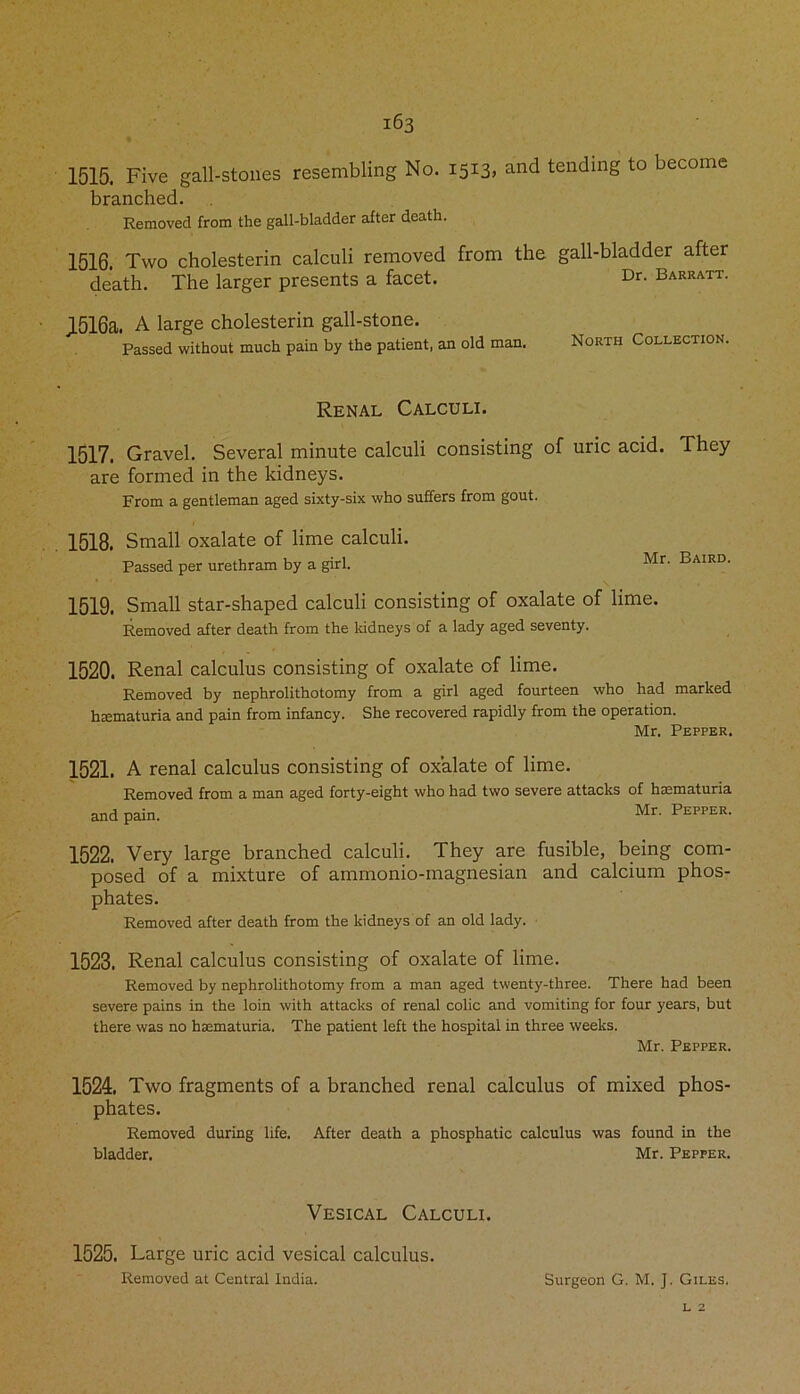 163
1515. Five gall-stones resembling No. 1513, and tending to become
branched.
Removed from the gall-bladder after death.
1516. Two cholesterin calculi removed from the gall-bladder after
death. The larger presents a facet. Dr. Barratt.
1516a. A large cholesterin gall-stone.
Passed without much pain by the patient, an old man. North Collection.
Renal Calculi.
1517. Gravel. Several minute calculi consisting of uric acid. They
are formed in the kidneys.
From a gentleman aged sixty-six who suffers from gout.
1518. Small oxalate of lime calculi.
Passed per urethram by a girl. Mr. Baird.
1519. Small star-shaped calculi consisting of oxalate of lime.
Removed after death from the kidneys of a lady aged seventy.
1520. Renal calculus consisting of oxalate of lime.
Removed by nephrolithotomy from a girl aged fourteen who had marked
hæmaturia and pain from infancy. She recovered rapidly from the operation.
Mr. Pepper.
1521. A renal calculus consisting of oxalate of lime.
Removed from a man aged forty-eight who had two severe attacks of hæmaturia
and pain. Mr. Pepper.
1522. Very large branched calculi. They are fusible, being com-
posed of a mixture of ammonio-magnesian and calcium phos-
phates.
Removed after death from the kidneys of an old lady.
1523. Renal calculus consisting of oxalate of lime.
Removed by nephrolithotomy from a man aged twenty-three. There had been
severe pains in the loin with attacks of renal colic and vomiting for four years, but
there was no hæmaturia. The patient left the hospital in three weeks.
Mr. Pepper.
1524. Two fragments of a branched renal calculus of mixed phos-
phates.
Removed during life. After death a phosphatic calculus was found in the
bladder. Mr. Pepper.
Vesical Calculi.
1525. Large uric acid vesical calculus.
Removed at Central India. Surgeon G. M. J. Giles.
L 2